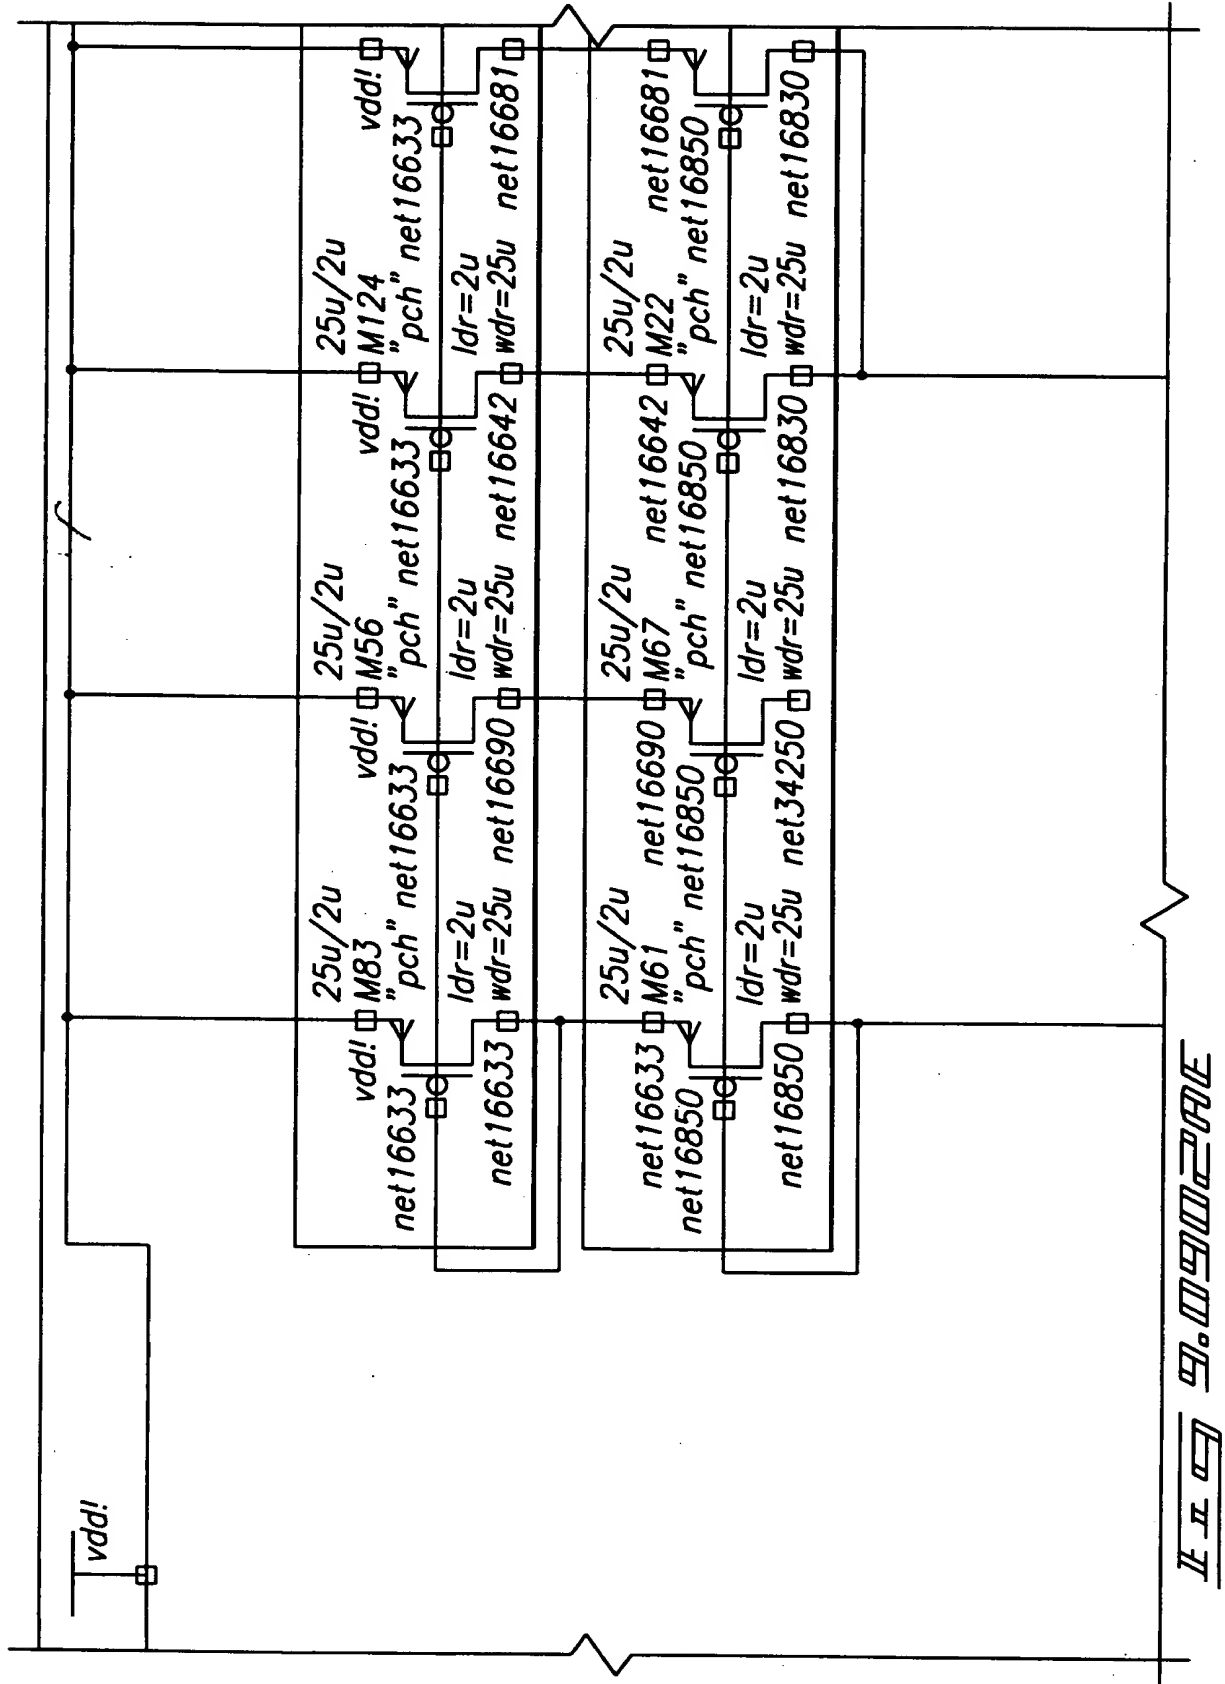 vdd!
vdd!
net16633
net16633
25u/2u
M83
"pch"
ldr=2u
wdr=25u
vdd!
net16633
net16690
25u/2u
M56
"pch"
ldr=2u
wdr=25u
vdd!
net16633
net16642
25u/2u
M124
"pch"
ldr=2u
wdr=25u
vdd!
net16633
net16681
net16633
net16850
net16850
25u/2u
M61
"pch"
ldr=2u
wdr=25u
net16690
net16850
net34250
25u/2u
M67
"pch"
ldr=2u
wdr=25u
net16642
net16850
net16830
25u/2u
M22
"pch"
ldr=2u
wdr=25u
net16681
net16850
net16830
FIG 9.0902AE